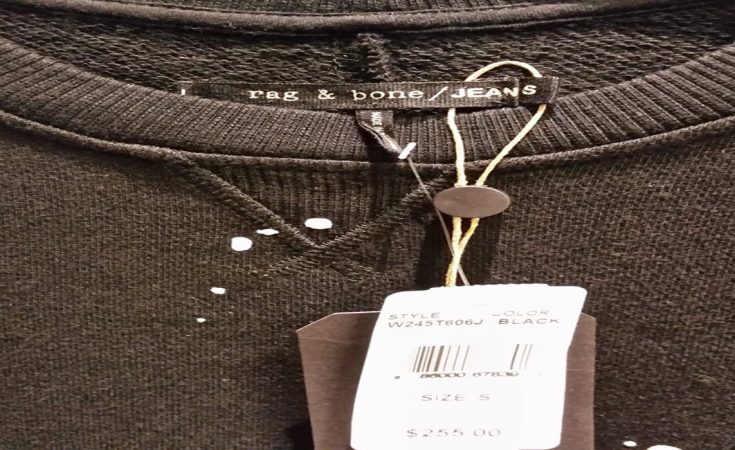 rag & bone/JEANS
STYLE COLOR
W245T606J BLACK
SIZE S
$255.00